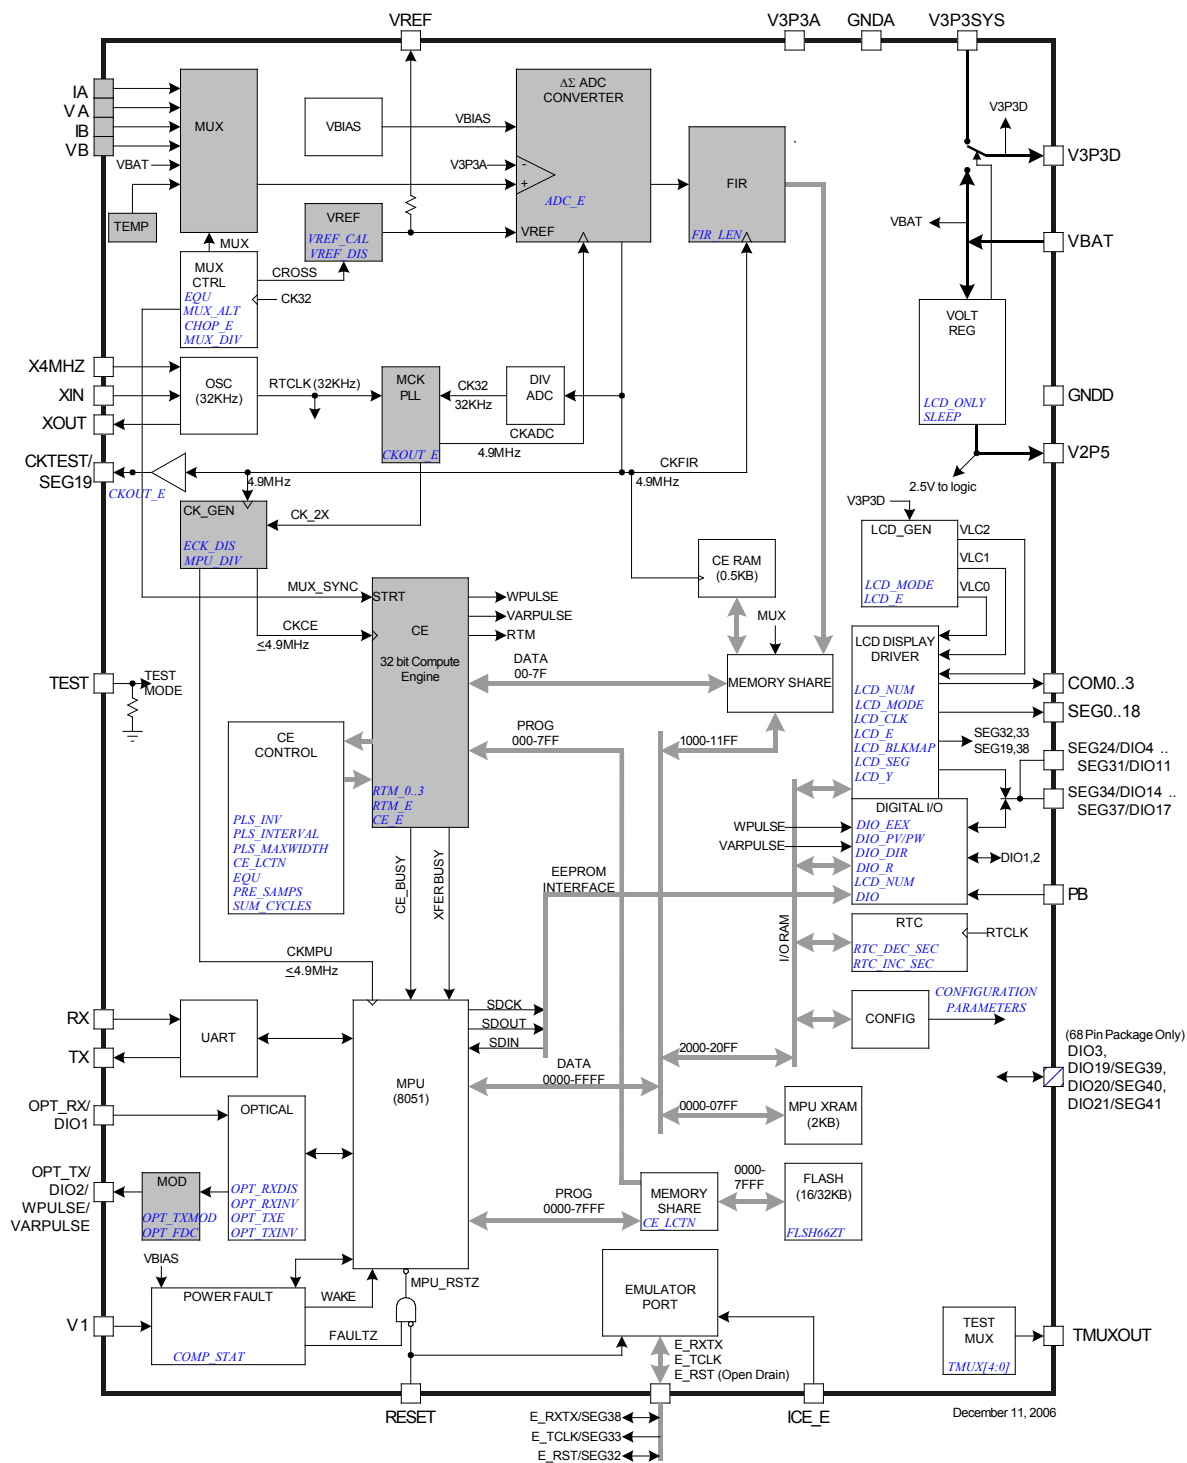 VREF
V3P3A
GNDA
V3P3SYS
IA
VA
IB
VB
VBAT
TEMP
MUX
VBIAS
VBIAS
V3P3A
ΔΣ ADC
CONVERTER
-
+
ADC_E
VREF
FIR
FIR_LEN
V3P3D
V3P3D
VBAT
VBAT
VREF
VREF_CAL
VREF_DIS
MUX
MUX
CTRL
EQU
MUX_ALT
CHOP_E
MUX_DIV
CROSS
CK32
VOLT
REG
LCD_ONLY
SLEEP
GNDD
V2P5
2.5V to logic
X4MHZ
XIN
XOUT
OSC
(32KHz)
RTCLK (32KHz)
MCK
PLL
CKOUT_E
CK32
32KHz
DIV
ADC
CKADC
4.9MHz
CKFIR
4.9MHz
CKTEST/
SEG19
CKOUT_E
4.9MHz
CK_GEN
ECK_DIS
MPU_DIV
CK_2X
V3P3D
LCD_GEN
LCD_MODE
LCD_E
VLC2
VLC1
VLC0
CE RAM
(0.5KB)
MUX_SYNC
STRT
CKCE
≤4.9MHz
CE
32 bit Compute
Engine
RTM_0..3
RTM_E
CE_E
WPULSE
VARPULSE
RTM
DATA
00-7F
MUX
MEMORY SHARE
PROG
000-7FF
1000-11FF
LCD DISPLAY
DRIVER
LCD_NUM
LCD_MODE
LCD_CLK
LCD_E
LCD_BLKMAP
LCD_SEG
LCD_Y
COM0..3
SEG0..18
SEG32,33
SEG19,38
SEG24/DIO4 ..
SEG31/DIO11
SEG34/DIO14 ..
SEG37/DIO17
TEST
TEST
MODE
CE
CONTROL
PLS_INV
PLS_INTERVAL
PLS_MAXWIDTH
CE_LCTN
EQU
PRE_SAMPS
SUM_CYCLES
DIGITAL I/O
DIO_EEX
DIO_PV/PW
DIO_DIR
DIO_R
LCD_NUM
DIO
WPULSE
VARPULSE
DIO1,2
PB
CE_BUSY
XFER BUSY
EEPROM
INTERFACE
I/O RAM
RTC
RTC_DEC_SEC
RTC_INC_SEC
RTCLK
CKMPU
≤4.9MHz
CONFIG
CONFIGURATION
PARAMETERS
RX
TX
UART
MPU
(8051)
SDCK
SDOUT
SDIN
DATA
0000-FFFF
2000-20FF
0000-07FF
MPU XRAM
(2KB)
(68 Pin Package Only)
DIO3,
DIO19/SEG39,
DIO20/SEG40,
DIO21/SEG41
OPT_RX/
DIO1
OPTICAL
OPT_RXDIS
OPT_RXINV
OPT_TXE
OPT_TXINV
OPT_TX/
DIO2/
WPULSE/
VARPULSE
MOD
OPT_TXMOD
OPT_FDC
PROG
0000-7FFF
MEMORY
SHARE
CE_LCTN
0000-
7FFF
FLASH
(16/32KB)
FLSH66ZT
VBIAS
V1
POWER FAULT
COMP_STAT
WAKE
FAULTZ
MPU_RSTZ
EMULATOR
PORT
E_RXTX
E_TCLK
E_RST (Open Drain)
TEST
MUX
TMUX[4:0]
TMUXOUT
RESET
ICE_E
December 11, 2006
E_RXTX/SEG38
E_TCLK/SEG33
E_RST/SEG32